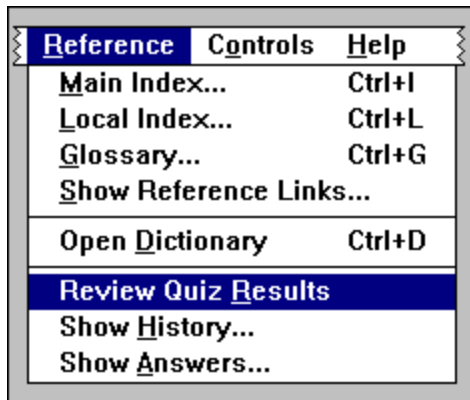 Reference Controls Help
Main Index... Ctrl+I
Local Index... Ctrl+L
Glossary... Ctrl+G
Show Reference Links...
Open Dictionary Ctrl+D
Review Quiz Results
Show History...
Show Answers...